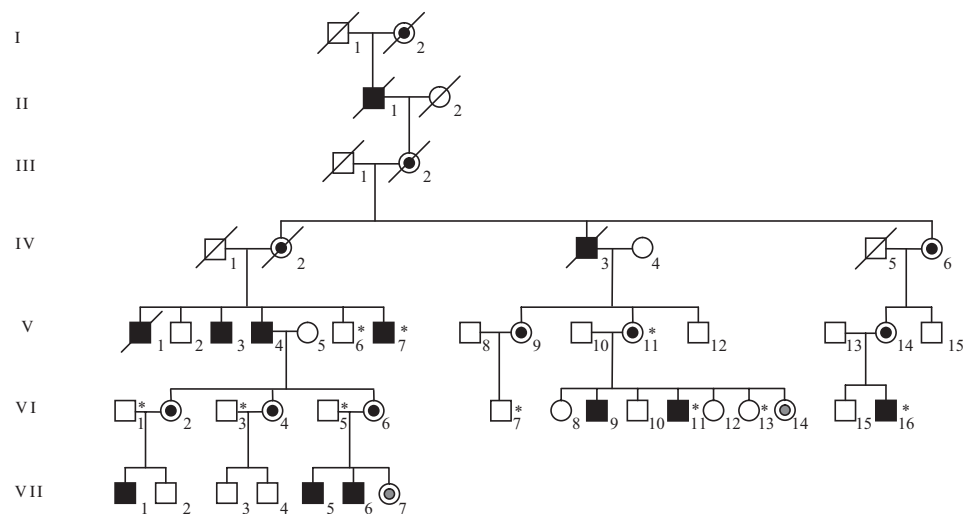 I 1 2
II 1 2
III 1 2
IV 1 2 3 4 5 6
V 1 2 3 4 5 *6 *7 8 9 10 *11 12 13 14 15
VI *1 2 *3 4 *5 6 *7 8 9 10 *11 12 *13 14 15 *16
VII 1 2 3 4 5 6 7